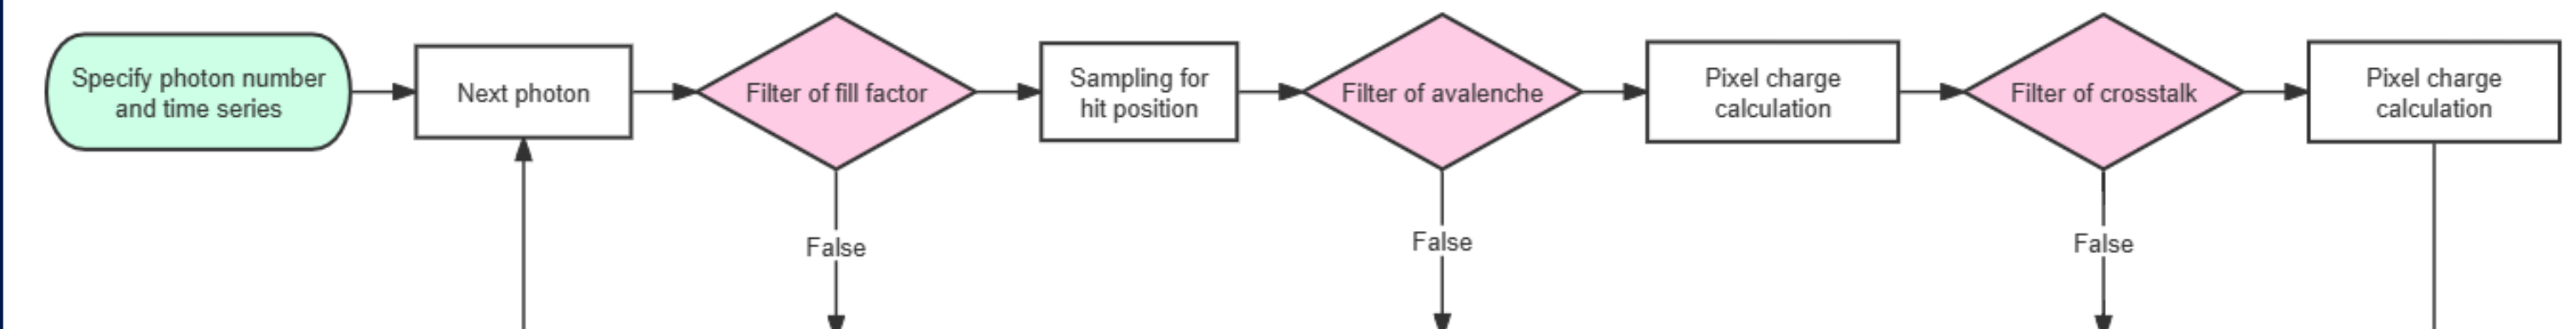 Specify photon number
and time series
Next photon
Filter of fill factor
Sampling for
hit position
Filter of avalenche
Pixel charge
calculation
Filter of crosstalk
Pixel charge
calculation
False
False
False